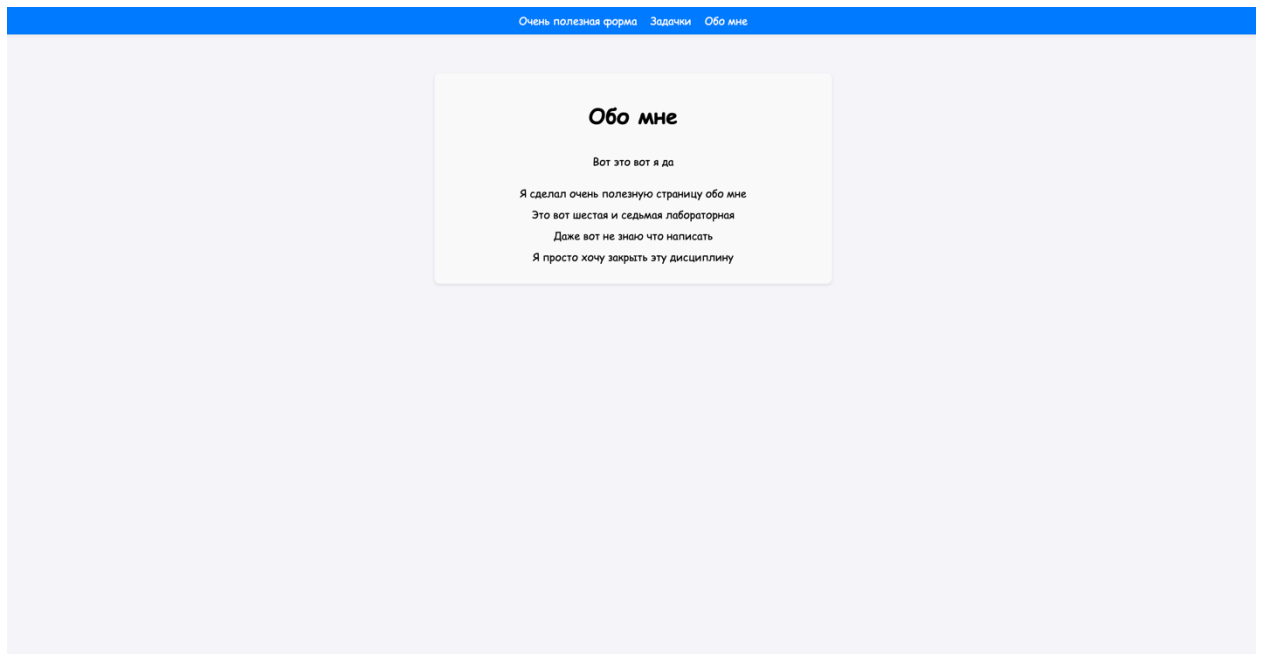 Очень полезная форма Задачки Обо мне
Обо мне
Вот это вот я да
Я сделал очень полезную страницу обо мне
Это вот шестая и седьмая лабораторная
Даже вот не знаю что написать
Я просто хочу закрыть эту дисциплину